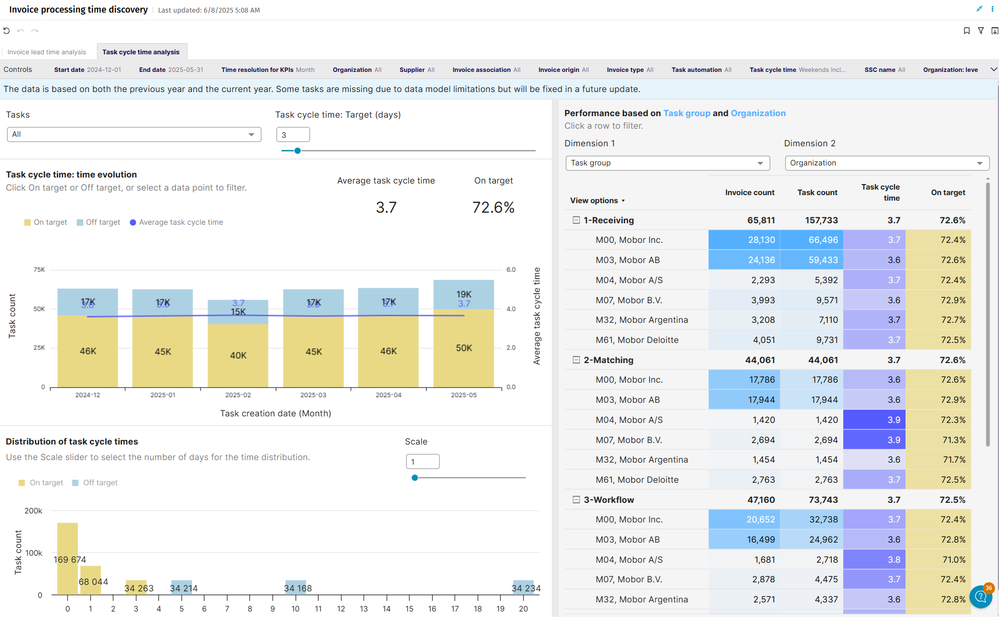 Invoice processing time discovery Last updated: 6/8/2025 5:08 AM
Invoice lead time analysis Task cycle time analysis
Controls Start date 2024-12-01 End date 2025-05-31 Time resolution for KPIs Month Organization All Supplier All Invoice association All Invoice origin All Invoice type All Task automation All Task cycle time Weekends incl... SSC name All Organization: leve
The data is based on both the previous year and the current year. Some tasks are missing due to data model limitations but will be fixed in a future update.
Tasks
All
Task cycle time: Target (days)
3
Task cycle time: time evolution
Click On target or Off target, or select a data point to filter.
Average task cycle time
3.7
On target
72.6%
On target Off target Average task cycle time
Task count
75K
50K
25K
0
6.0
4.0
2.0
0.0
Average task cycle time
17K 17K 15K 17K 17K 19K
3.6 3.6 3.7 3.6 3.7 3.7
46K 45K 40K 45K 46K 50K
2024-12 2025-01 2025-02 2025-03 2025-04 2025-05
Task creation date (Month)
Distribution of task cycle times
Use the Scale slider to select the number of days for the time distribution.
Scale
1
On target Off target
Task count
200k
100k
0
169 674 68 044 34 263 34 214 34 168 34 234
0 1 2 3 4 5 6 7 8 9 10 11 12 13 14 15 16 17 18 19 20
Performance based on Task group and Organization
Click a row to filter.
Dimension 1 Dimension 2
Task group Organization
View options Invoice count Task count Task cycle time On target
1-Receiving 65,811 157,733 3.7 72.6%
M00, Mobor Inc. 28,130 66,496 3.7 72.4%
M03, Mobor AB 24,136 59,433 3.6 72.6%
M04, Mobor A/S 2,293 5,392 3.7 72.4%
M07, Mobor B.V. 3,993 9,571 3.6 72.9%
M32, Mobor Argentina 3,208 7,110 3.7 72.7%
M61, Mobor Deloitte 4,051 9,731 3.7 72.5%
2-Matching 44,061 44,061 3.7 72.6%
M00, Mobor Inc. 17,786 17,786 3.6 72.6%
M03, Mobor AB 17,944 17,944 3.6 72.9%
M04, Mobor A/S 1,420 1,420 3.9 72.3%
M07, Mobor B.V. 2,694 2,694 3.9 71.3%
M32, Mobor Argentina 1,454 1,454 3.6 71.7%
M61, Mobor Deloitte 2,763 2,763 3.7 72.5%
3-Workflow 47,160 73,743 3.7 72.5%
M00, Mobor Inc. 20,652 32,738 3.7 72.4%
M03, Mobor AB 16,499 24,962 3.6 72.8%
M04, Mobor A/S 1,681 2,718 3.8 71.0%
M07, Mobor B.V. 2,878 4,475 3.7 72.4%
M32, Mobor Argentina 2,571 4,337 3.6 72.8%
36